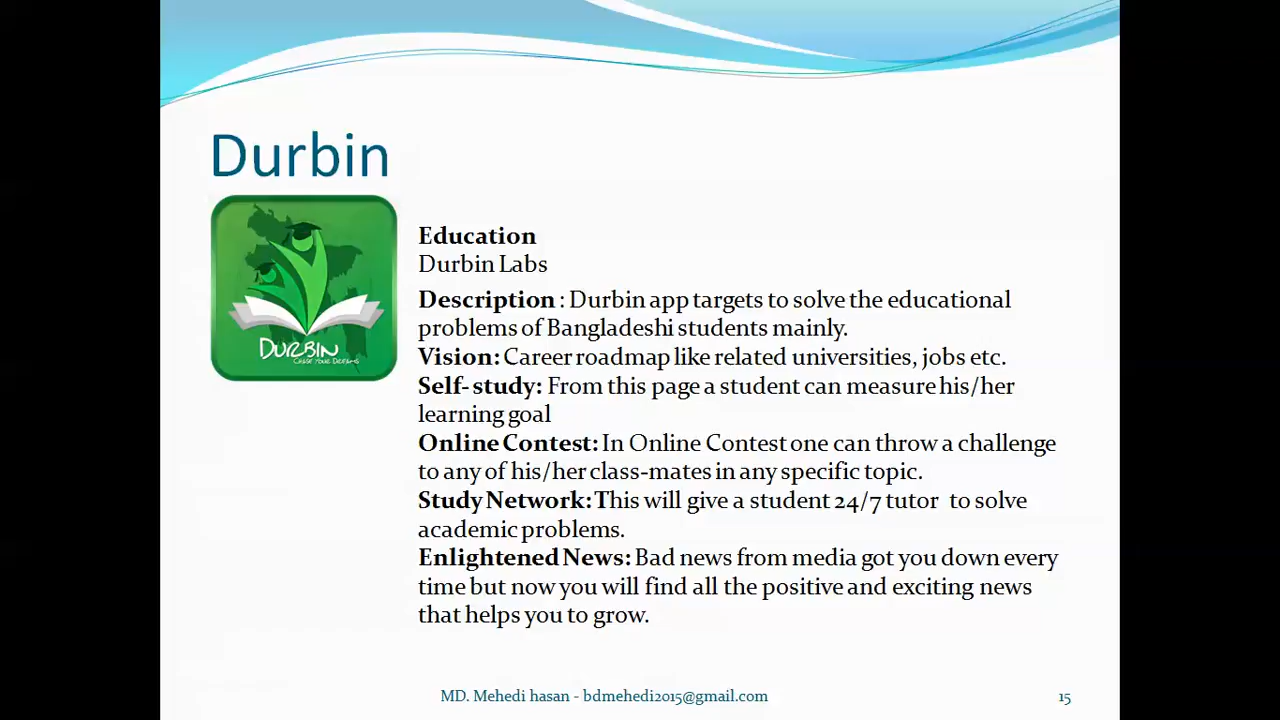 Durbin
DURBIN
CHASE YOUR DREAMS
Education
Durbin Labs
Description : Durbin app targets to solve the educational
problems of Bangladeshi students mainly.
Vision: Career roadmap like related universities, jobs etc.
Self- study: From this page a student can measure his/her
learning goal
Online Contest: In Online Contest one can throw a challenge
to any of his/her class-mates in any specific topic.
Study Network: This will give a student 24/7 tutor  to solve
academic problems.
Enlightened News: Bad news from media got you down every
time but now you will find all the positive and exciting news
that helps you to grow.
MD. Mehedi hasan - bdmehedi2015@gmail.com
15